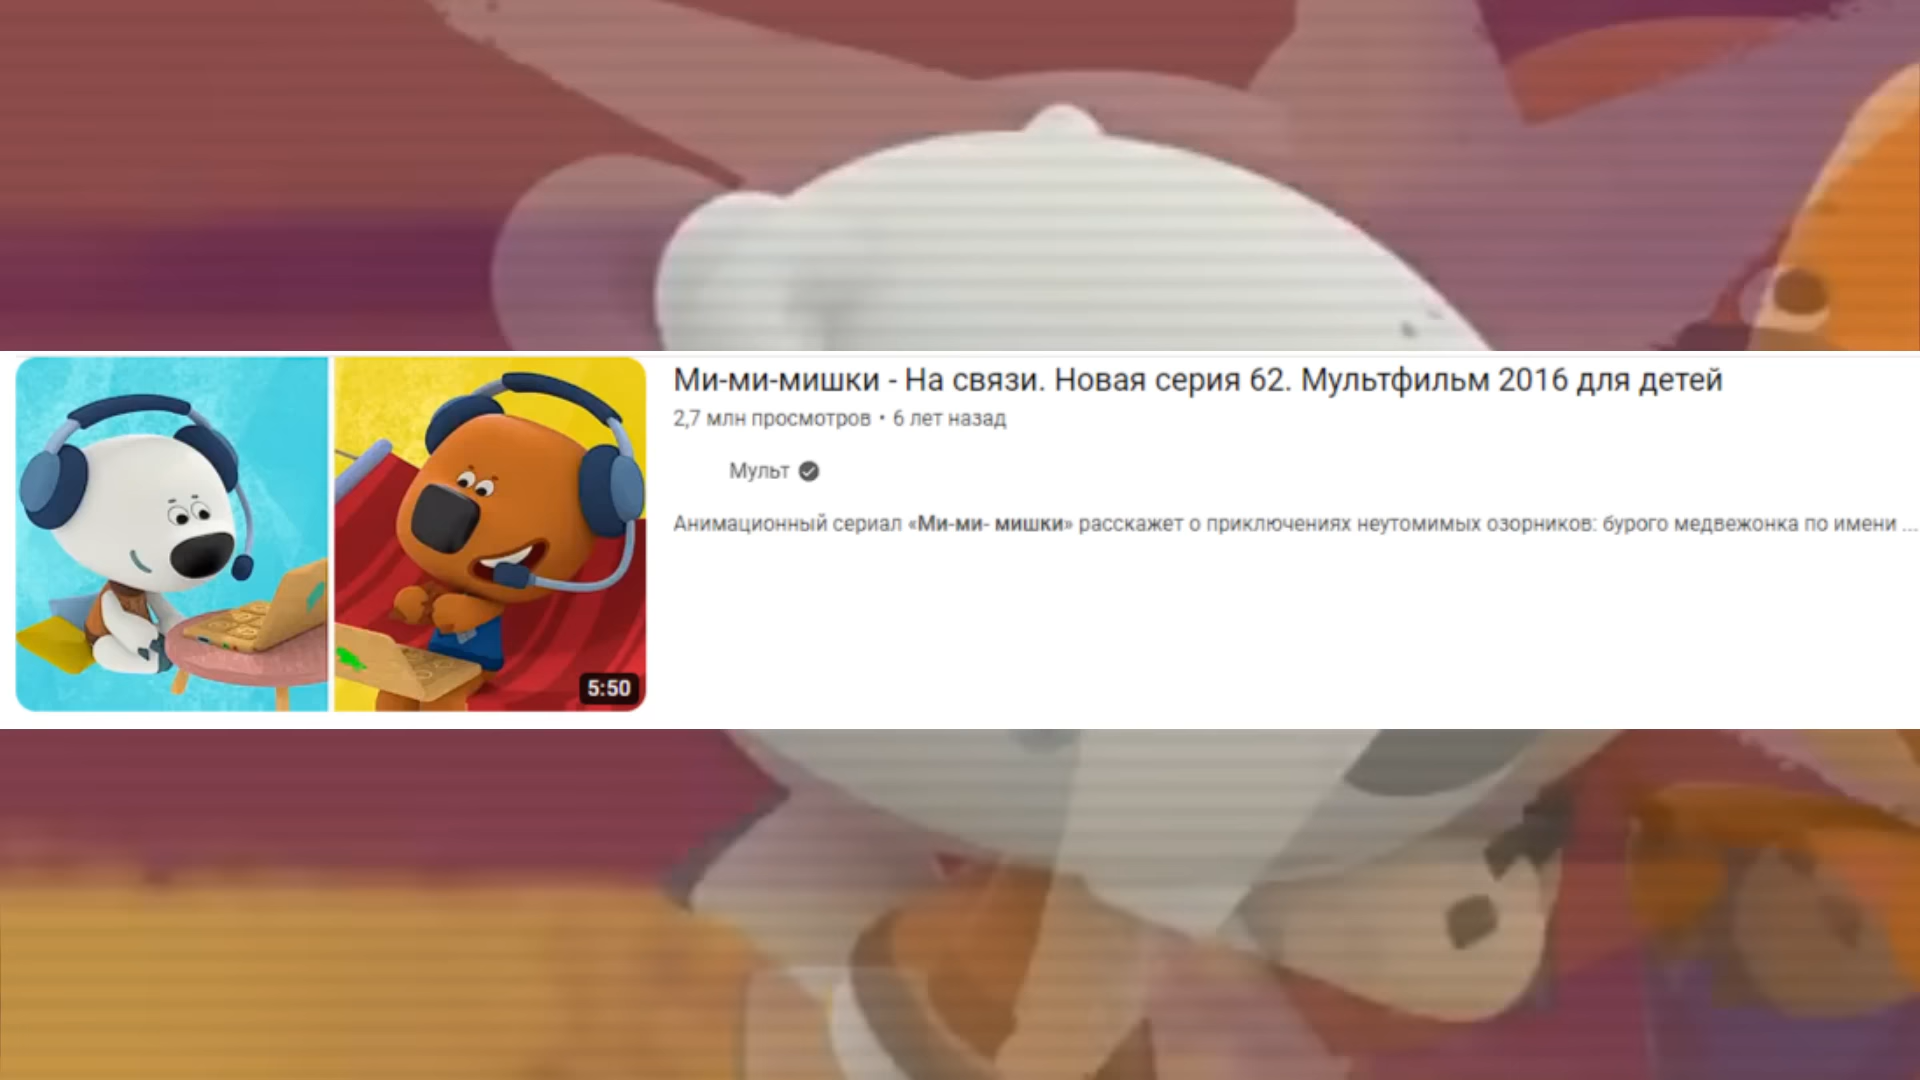 Ми-ми-мишки - На связи. Новая серия 62. Мультфильм 2016 для детей
2,7 млн просмотров • 6 лет назад
Мульт
Анимационный сериал «Ми-ми- мишки» расскажет о приключениях неутомимых озорников: бурого медвежонка по имени ...
5:50